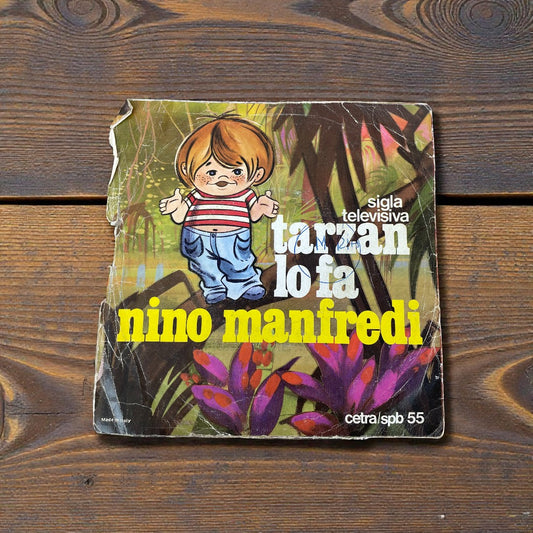 sigla
televisiva
tarzan
lo fa
nino manfredi
cetra/spb 55
Made in Italy